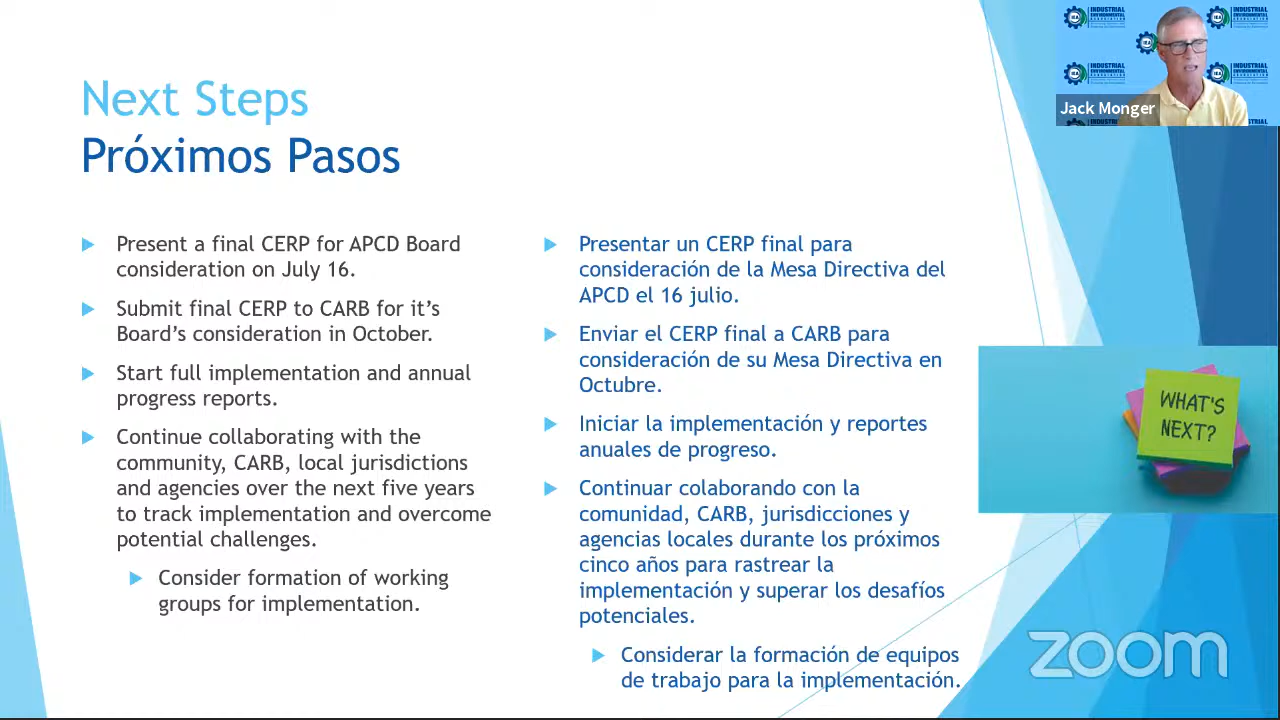 Next Steps
Próximos Pasos
Present a final CERP for APCD Board
consideration on July 16.
Submit final CERP to CARB for it's
Board's consideration in October.
Start full implementation and annual
progress reports.
Continue collaborating with the
community, CARB, local jurisdictions
and agencies over the next five years
to track implementation and overcome
potential challenges.
Consider formation of working
groups for implementation.
Presentar un CERP final para
consideración de la Mesa Directiva del
APCD el 16 julio.
Enviar el CERP final a CARB para
consideración de su Mesa Directiva en
Octubre.
Iniciar la implementación y reportes
anuales de progreso.
Continuar colaborando con la
comunidad, CARB, jurisdicciones y
agencias locales durante los próximos
cinco años para rastrear la
implementación y superar los desafíos
potenciales.
Considerar la formación de equipos
de trabajo para la implementación.
INDUSTRIAL
ENVIRONMENTAL
ASSOCIATION
IEA
Jack Monger
WHAT'S
NEXT?
zoom